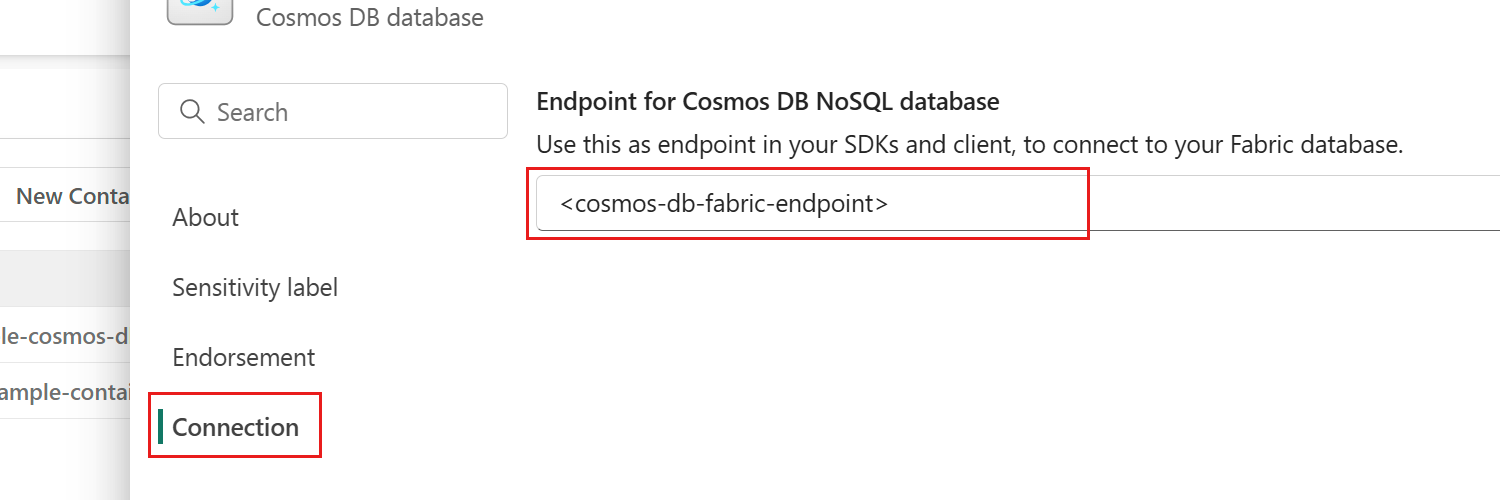 Cosmos DB database
Search
Endpoint for Cosmos DB NoSQL database
Use this as endpoint in your SDKs and client, to connect to your Fabric database.
<cosmos-db-fabric-endpoint>
About
Sensitivity label
Endorsement
Connection
New Conta
le-cosmos-d
ample-contai